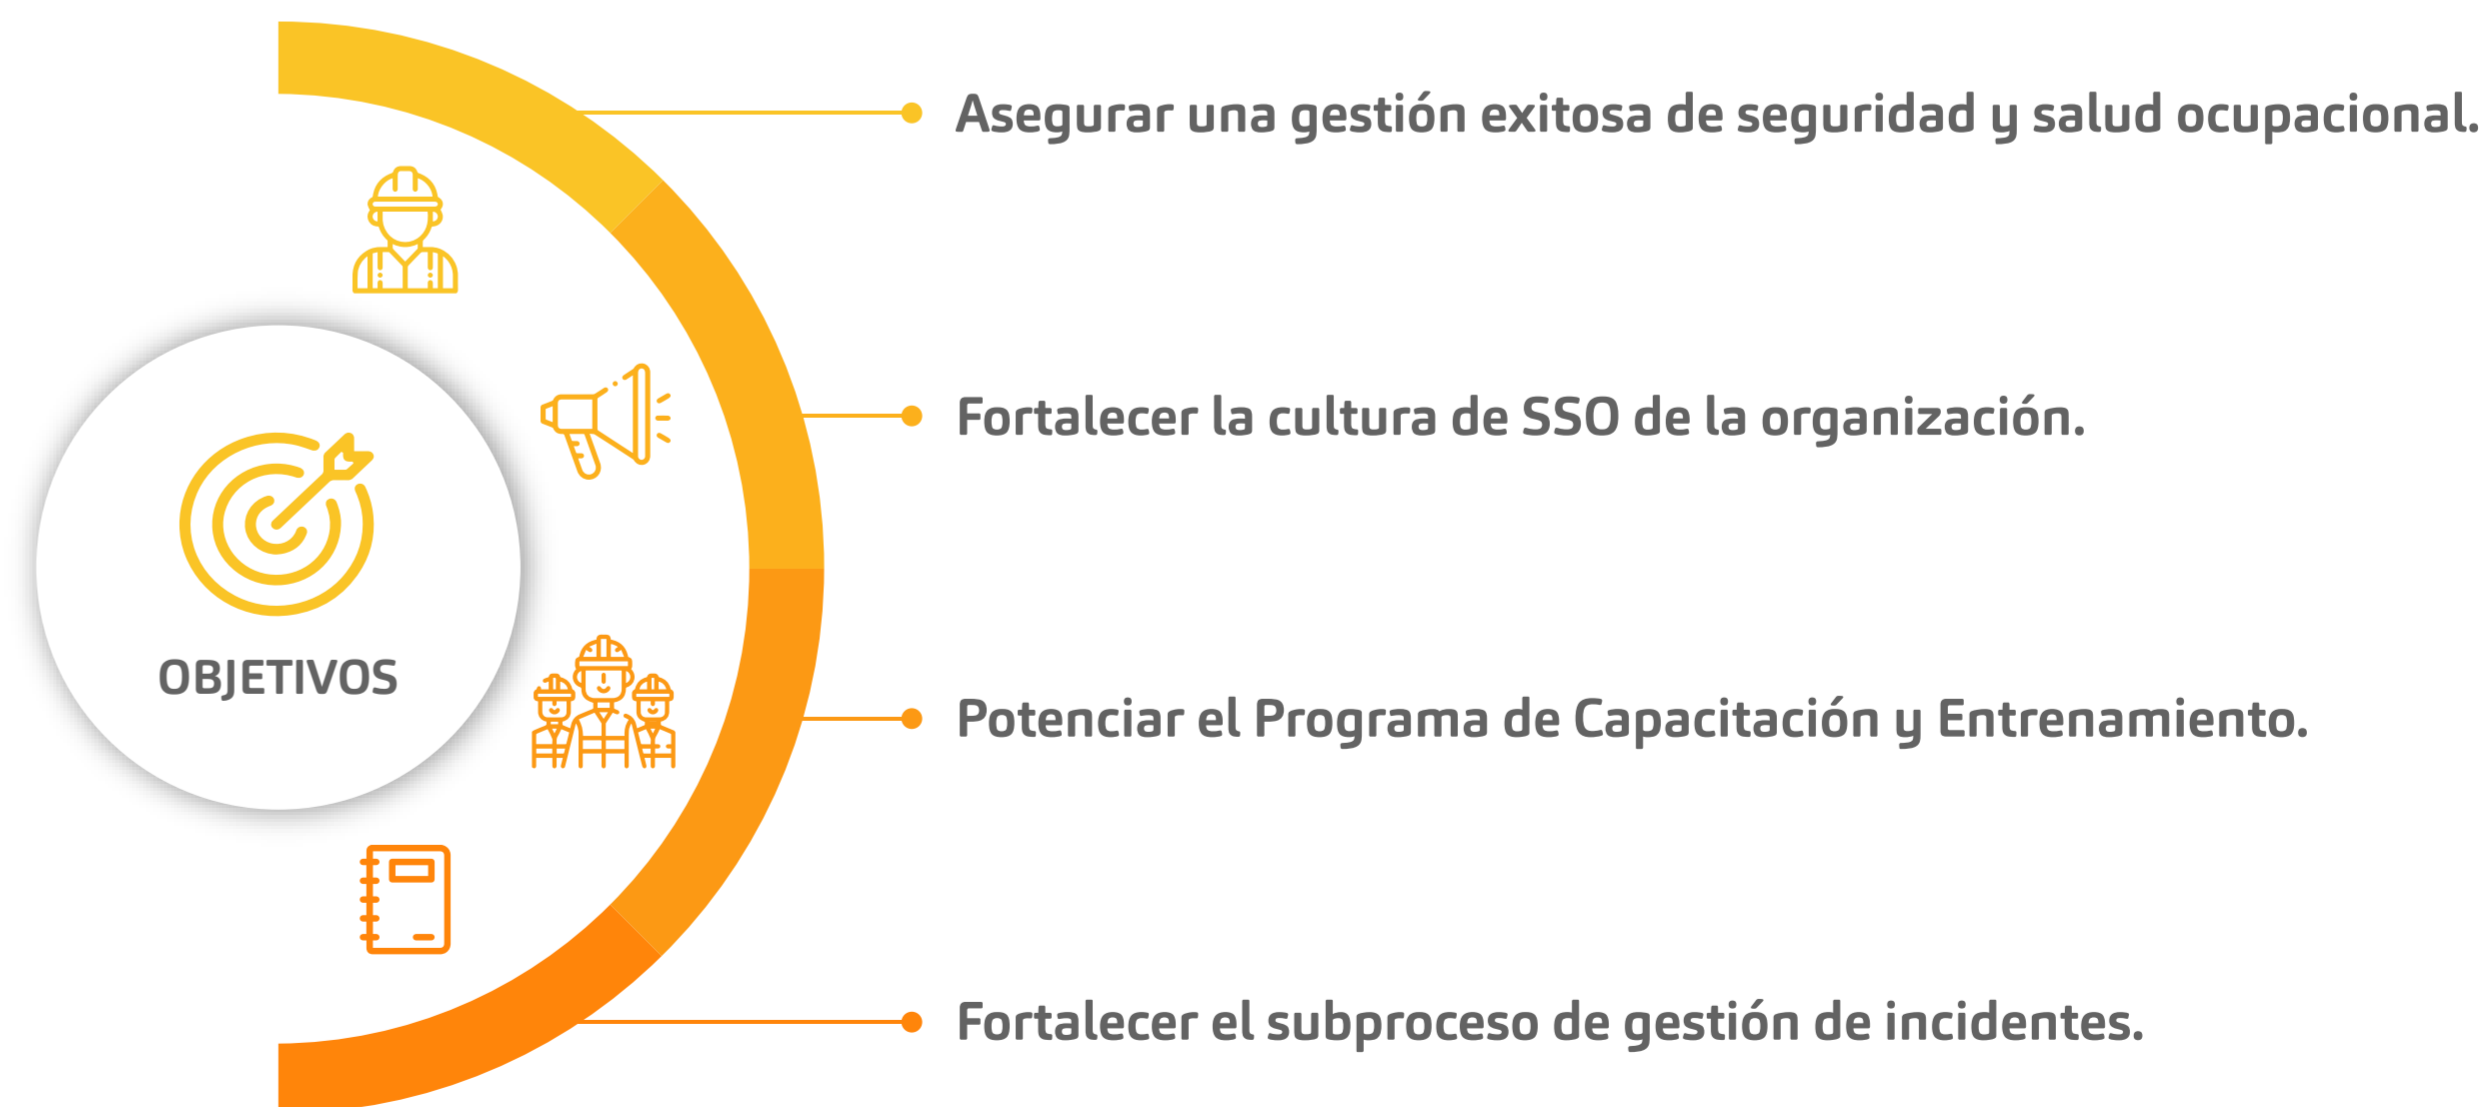 Asegurar una gestión exitosa de seguridad y salud ocupacional.
Fortalecer la cultura de SSO de la organización.
OBJETIVOS
Potenciar el Programa de Capacitación y Entrenamiento.
Fortalecer el subproceso de gestión de incidentes.